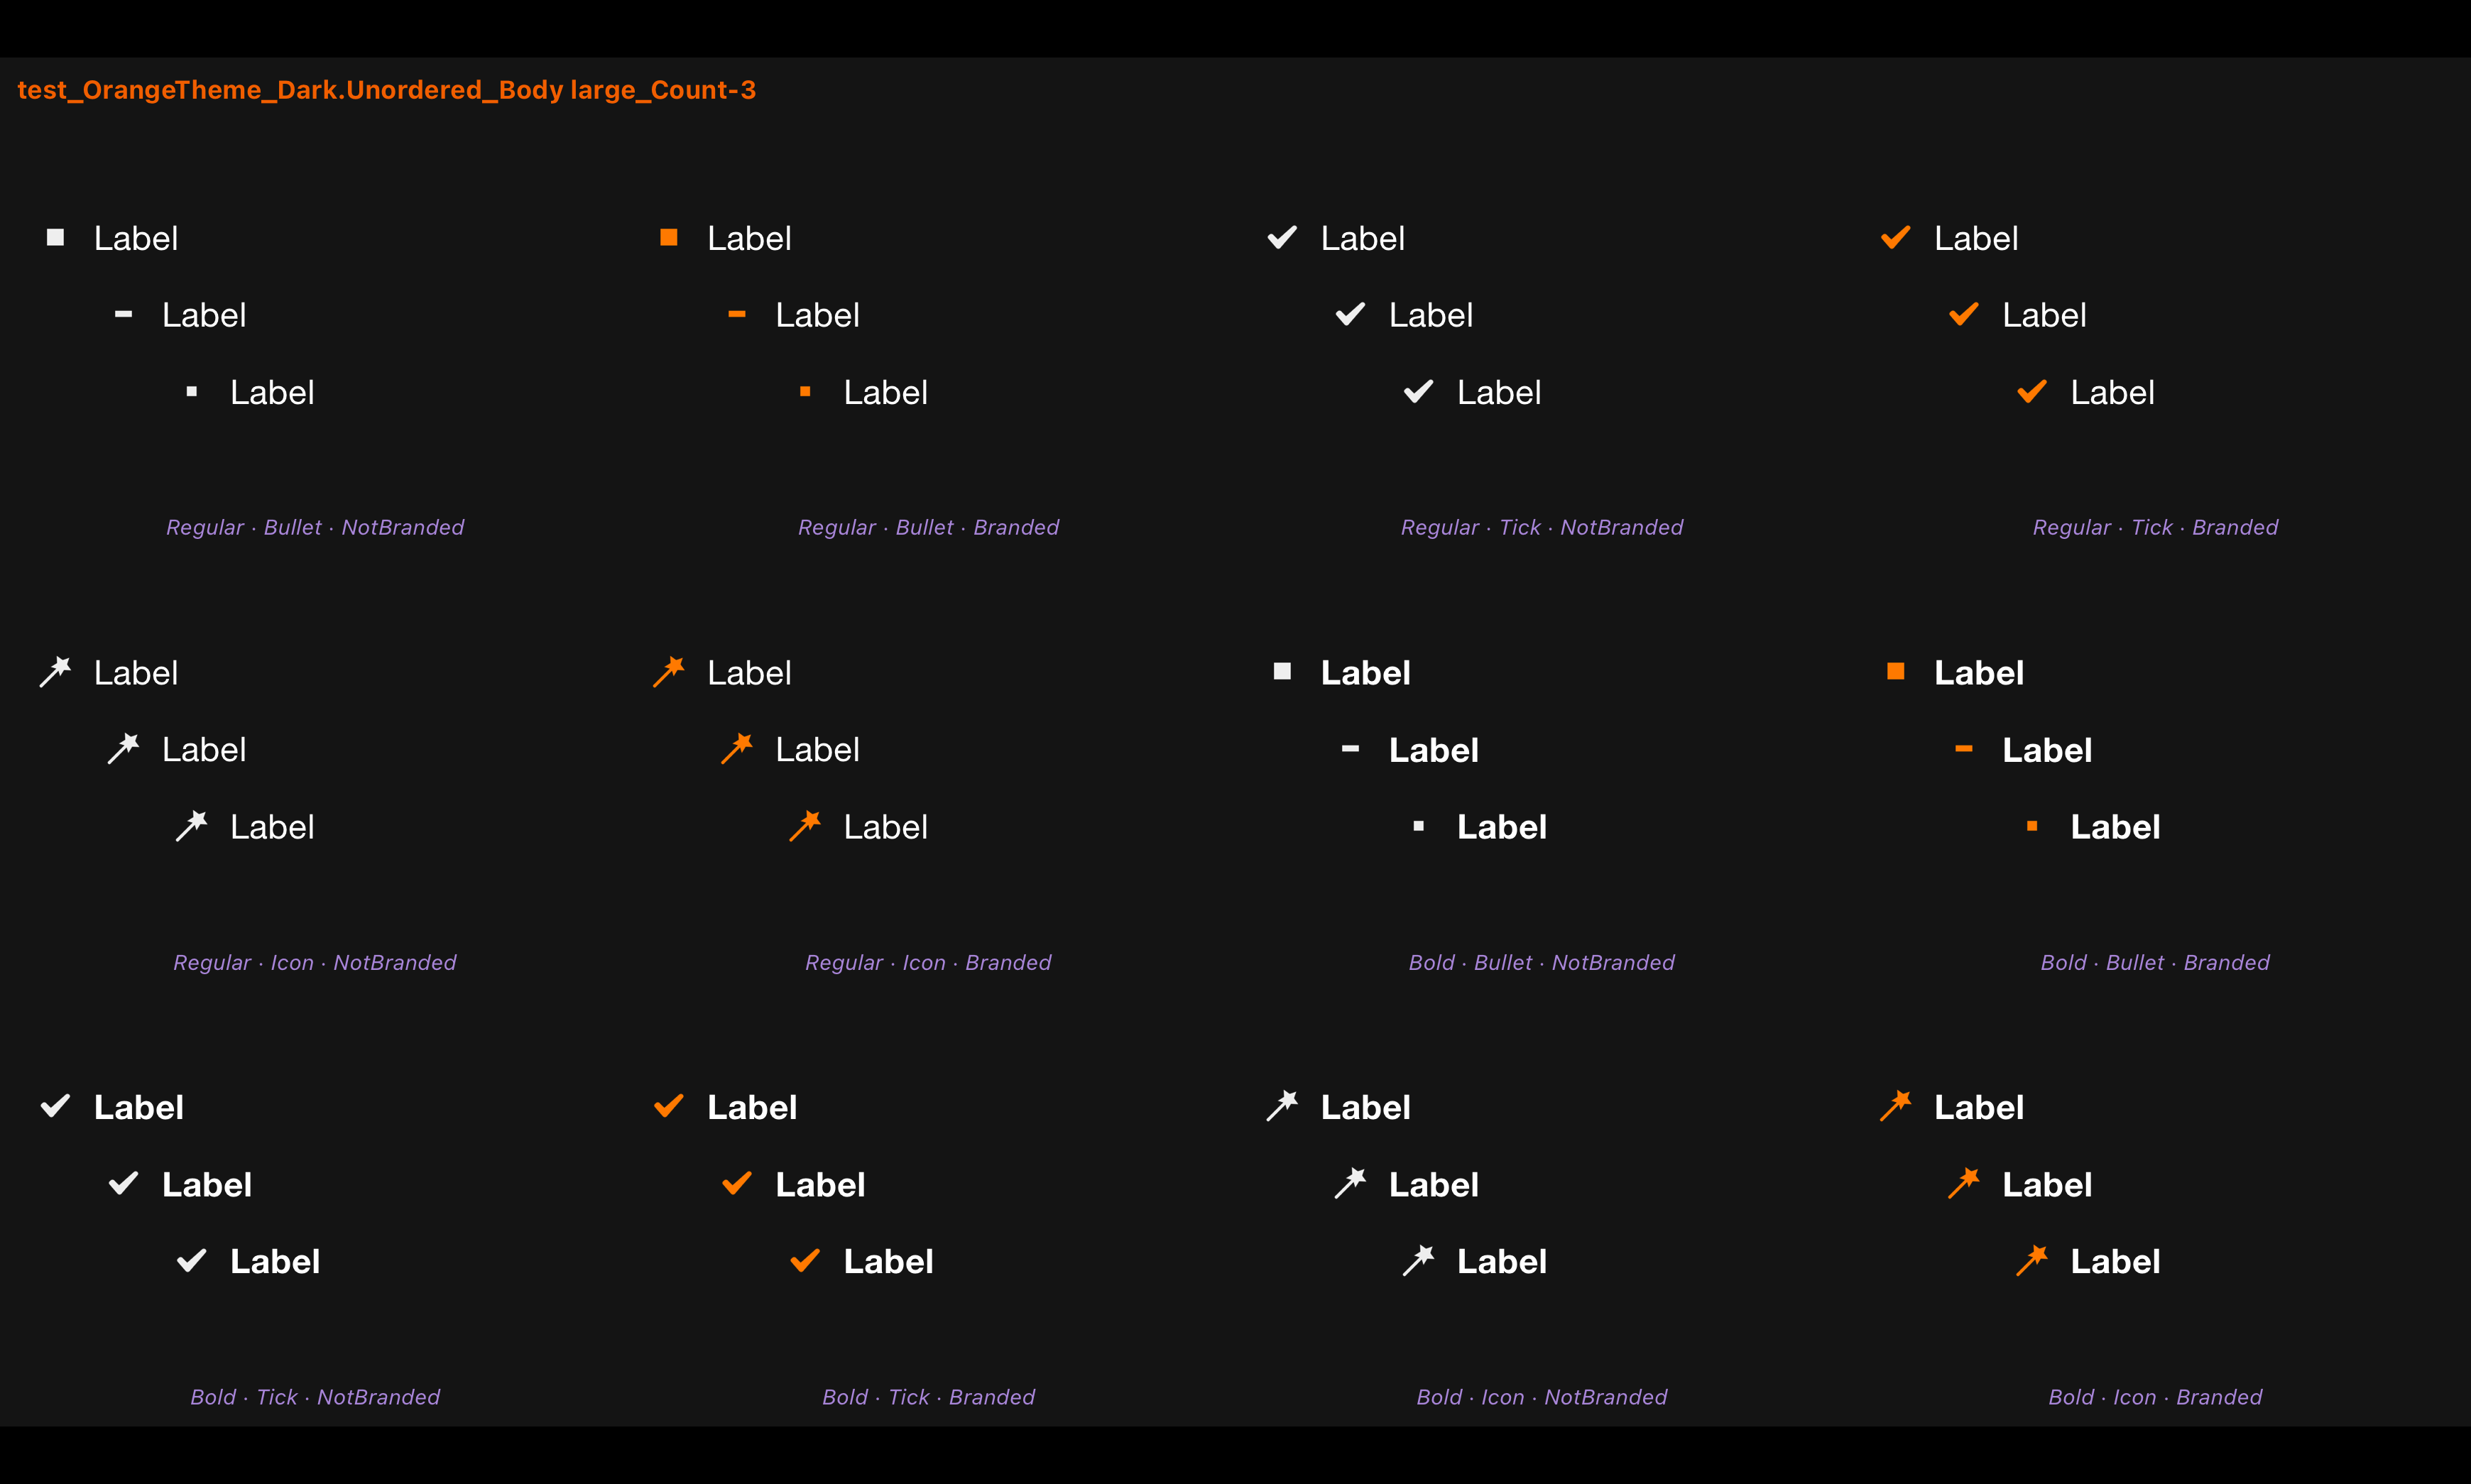 test_OrangeTheme_Dark.Unordered_Body large_Count-3
Label
Label
Label
Regular · Bullet · NotBranded
Label
Label
Label
Regular · Bullet · Branded
Label
Label
Label
Regular · Tick · NotBranded
Label
Label
Label
Regular · Tick · Branded
Label
Label
Label
Regular · Icon · NotBranded
Label
Label
Label
Regular · Icon · Branded
Label
Label
Label
Bold · Bullet · NotBranded
Label
Label
Label
Bold · Bullet · Branded
Label
Label
Label
Bold · Tick · NotBranded
Label
Label
Label
Bold · Tick · Branded
Label
Label
Label
Bold · Icon · NotBranded
Label
Label
Label
Bold · Icon · Branded